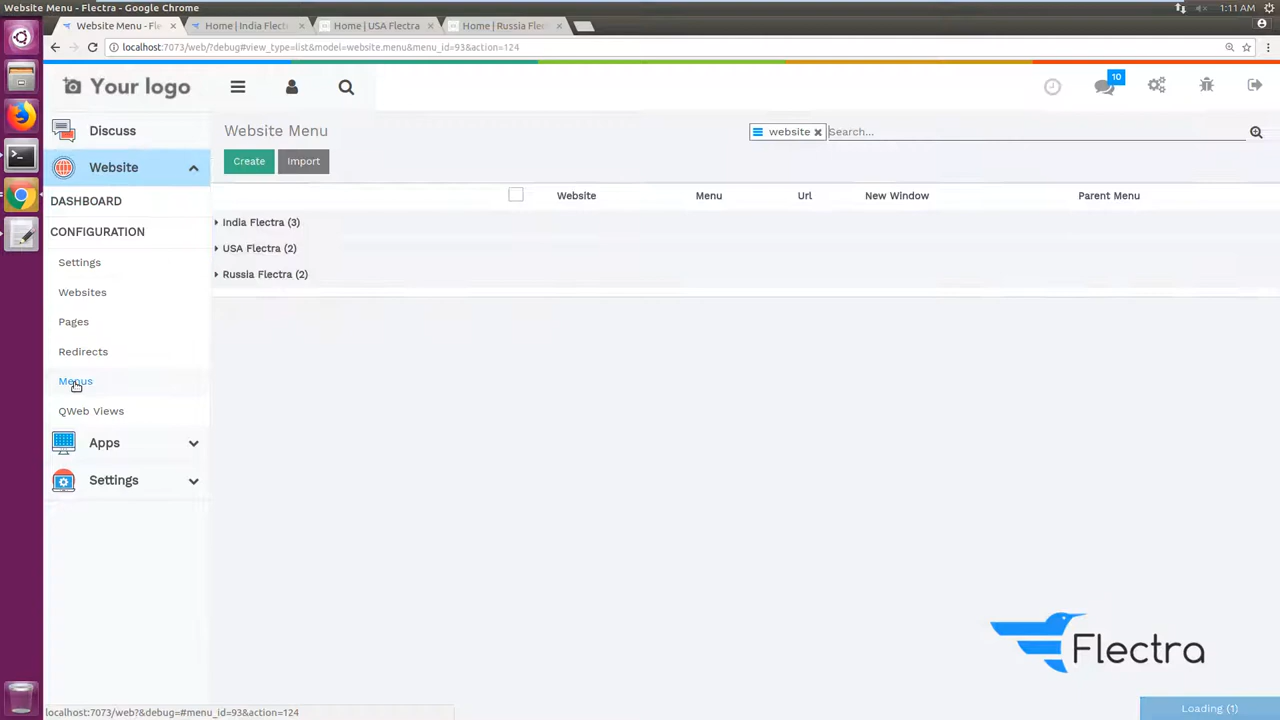 Website Menu - Flectra - Google Chrome
1:11 AM
Website Menu - Fle
Home | India Flectra
Home | USA Flectra
Home | Russia Flec
localhost:7073/web/?debug#view_type=list&model=website.menu&menu_id=93&action=124
Your logo
10
Discuss
Website
DASHBOARD
CONFIGURATION
Settings
Websites
Pages
Redirects
Menus
QWeb Views
Apps
Settings
Website Menu
website
Search...
Create
Import
Website
Menu
Url
New Window
Parent Menu
India Flectra (3)
USA Flectra (2)
Russia Flectra (2)
Flectra
localhost:7073/web?&debug=#menu_id=93&action=124
Loading (1)